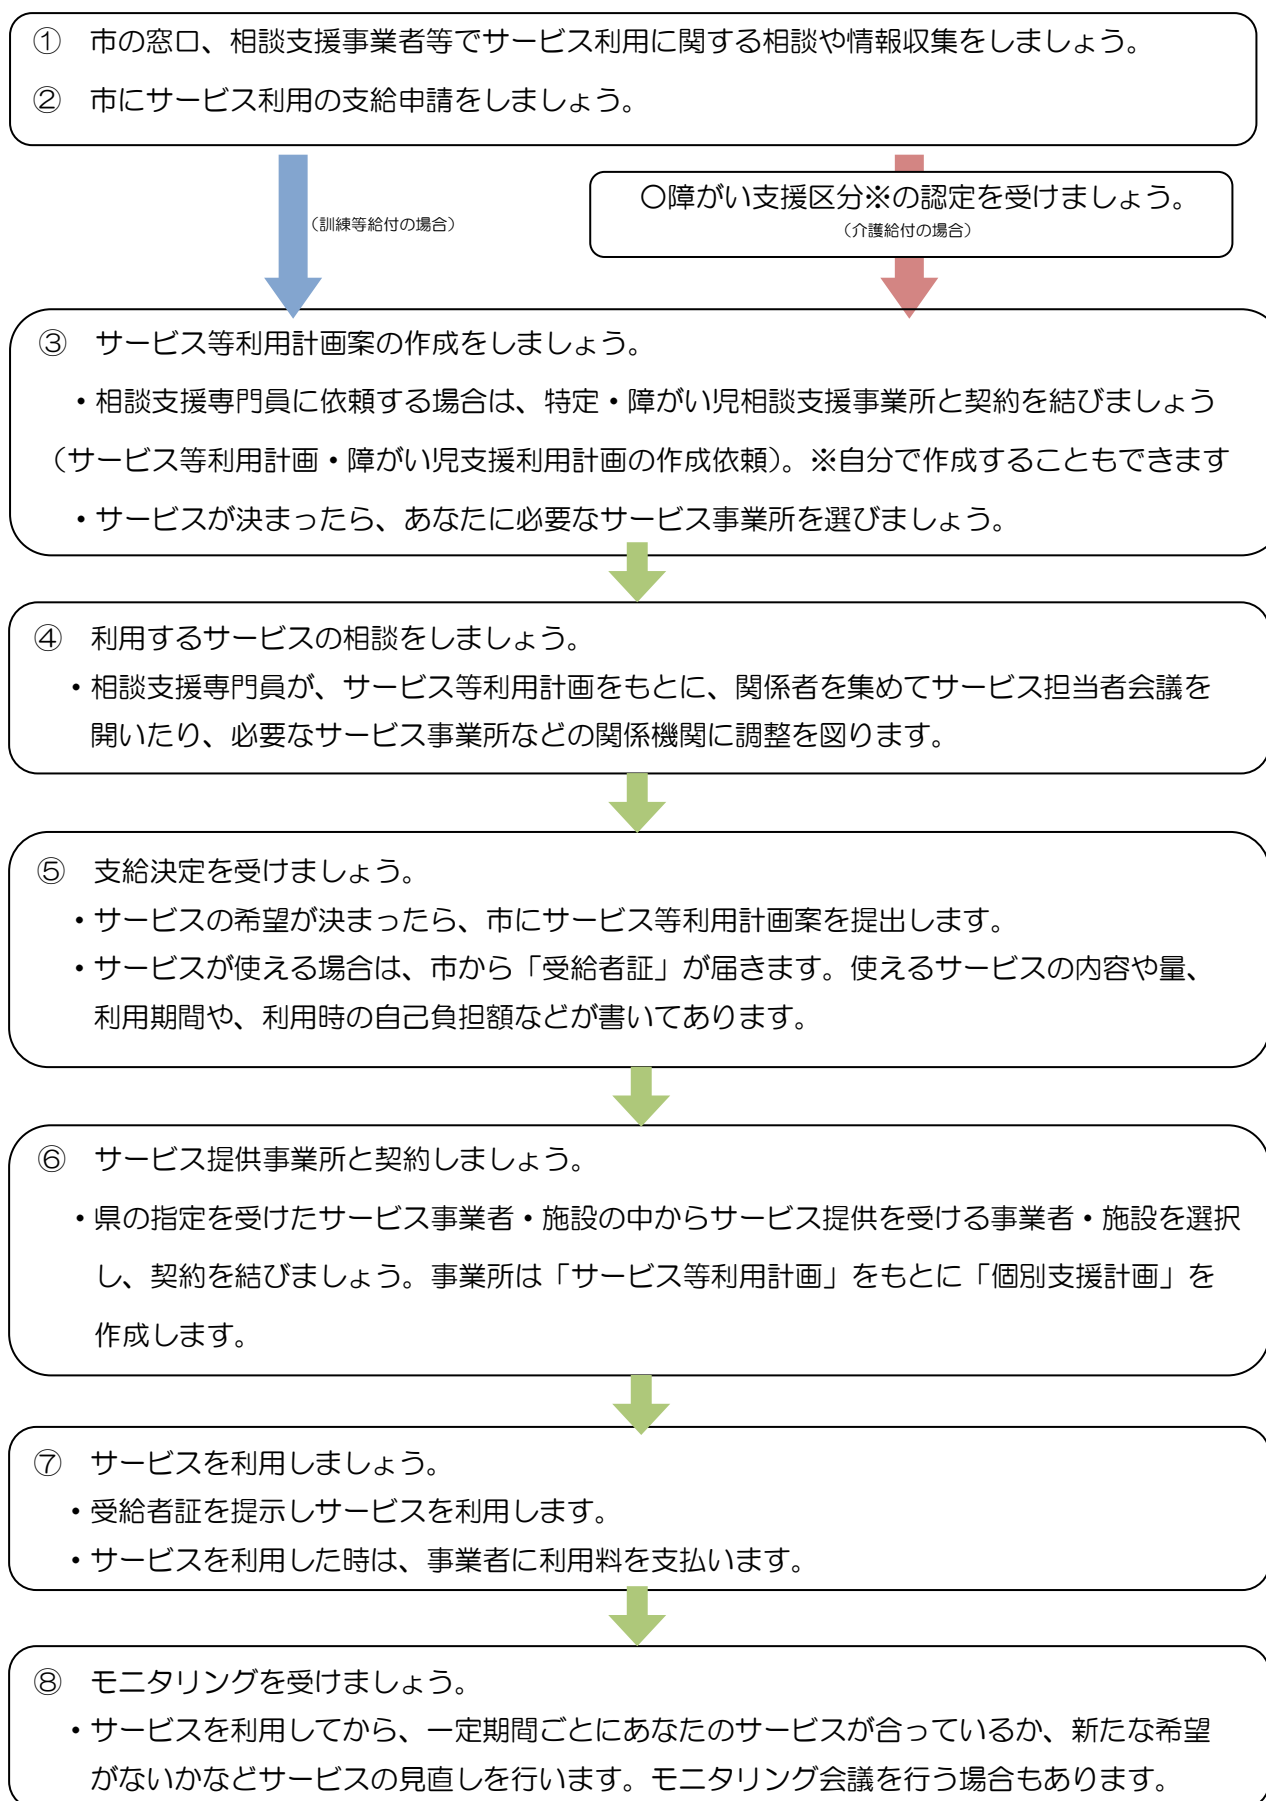 ① 市の窓口、相談支援事業者等でサービス利用に関する相談や情報収集をしましょう。
② 市にサービス利用の支給申請をしましょう。
（訓練等給付の場合）
〇障がい支援区分※の認定を受けましょう。
（介護給付の場合）
③ サービス等利用計画案の作成をしましょう。
・相談支援専門員に依頼する場合は、特定・障がい児相談支援事業所と契約を結びましょう
（サービス等利用計画・障がい児支援利用計画の作成依頼）。※自分で作成することもできます
・サービスが決まったら、あなたに必要なサービス事業所を選びましょう。
④ 利用するサービスの相談をしましょう。
・相談支援専門員が、サービス等利用計画をもとに、関係者を集めてサービス担当者会議を
開いたり、必要なサービス事業所などの関係機関に調整を図ります。
⑤ 支給決定を受けましょう。
・サービスの希望が決まったら、市にサービス等利用計画案を提出します。
・サービスが使える場合は、市から「受給者証」が届きます。使えるサービスの内容や量、
利用期間や、利用時の自己負担額などが書いてあります。
⑥ サービス提供事業所と契約しましょう。
・県の指定を受けたサービス事業者・施設の中からサービス提供を受ける事業者・施設を選択
し、契約を結びましょう。事業所は「サービス等利用計画」をもとに「個別支援計画」を
作成します。
⑦ サービスを利用しましょう。
・受給者証を提示しサービスを利用します。
・サービスを利用した時は、事業者に利用料を支払います。
⑧ モニタリングを受けましょう。
・サービスを利用してから、一定期間ごとにあなたのサービスが合っているか、新たな希望
がないかなどサービスの見直しを行います。モニタリング会議を行う場合もあります。